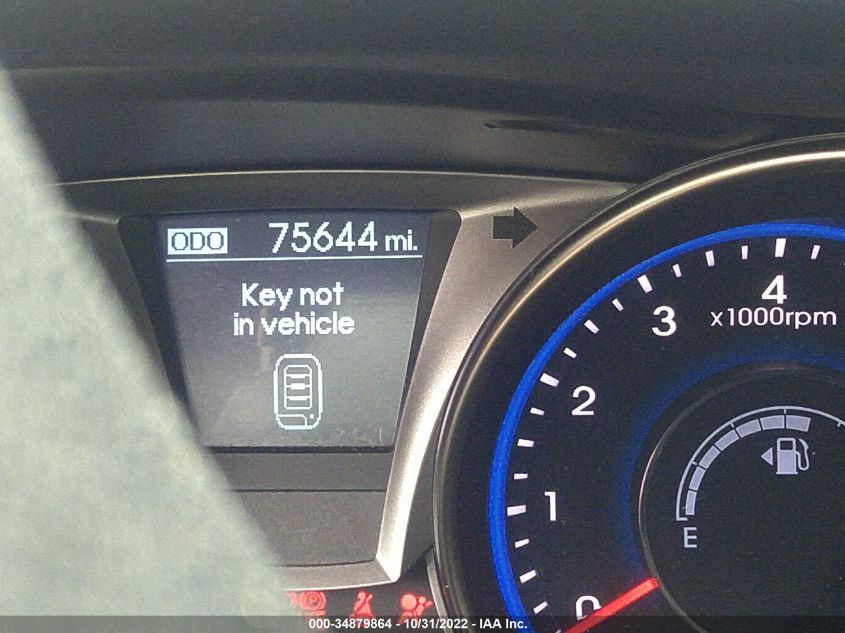 ODO 75644 mi.
Key not
in vehicle
4
3
x1000rpm
2
1
E
0
000-34879864 - 10/31/2022 - IAA Inc.